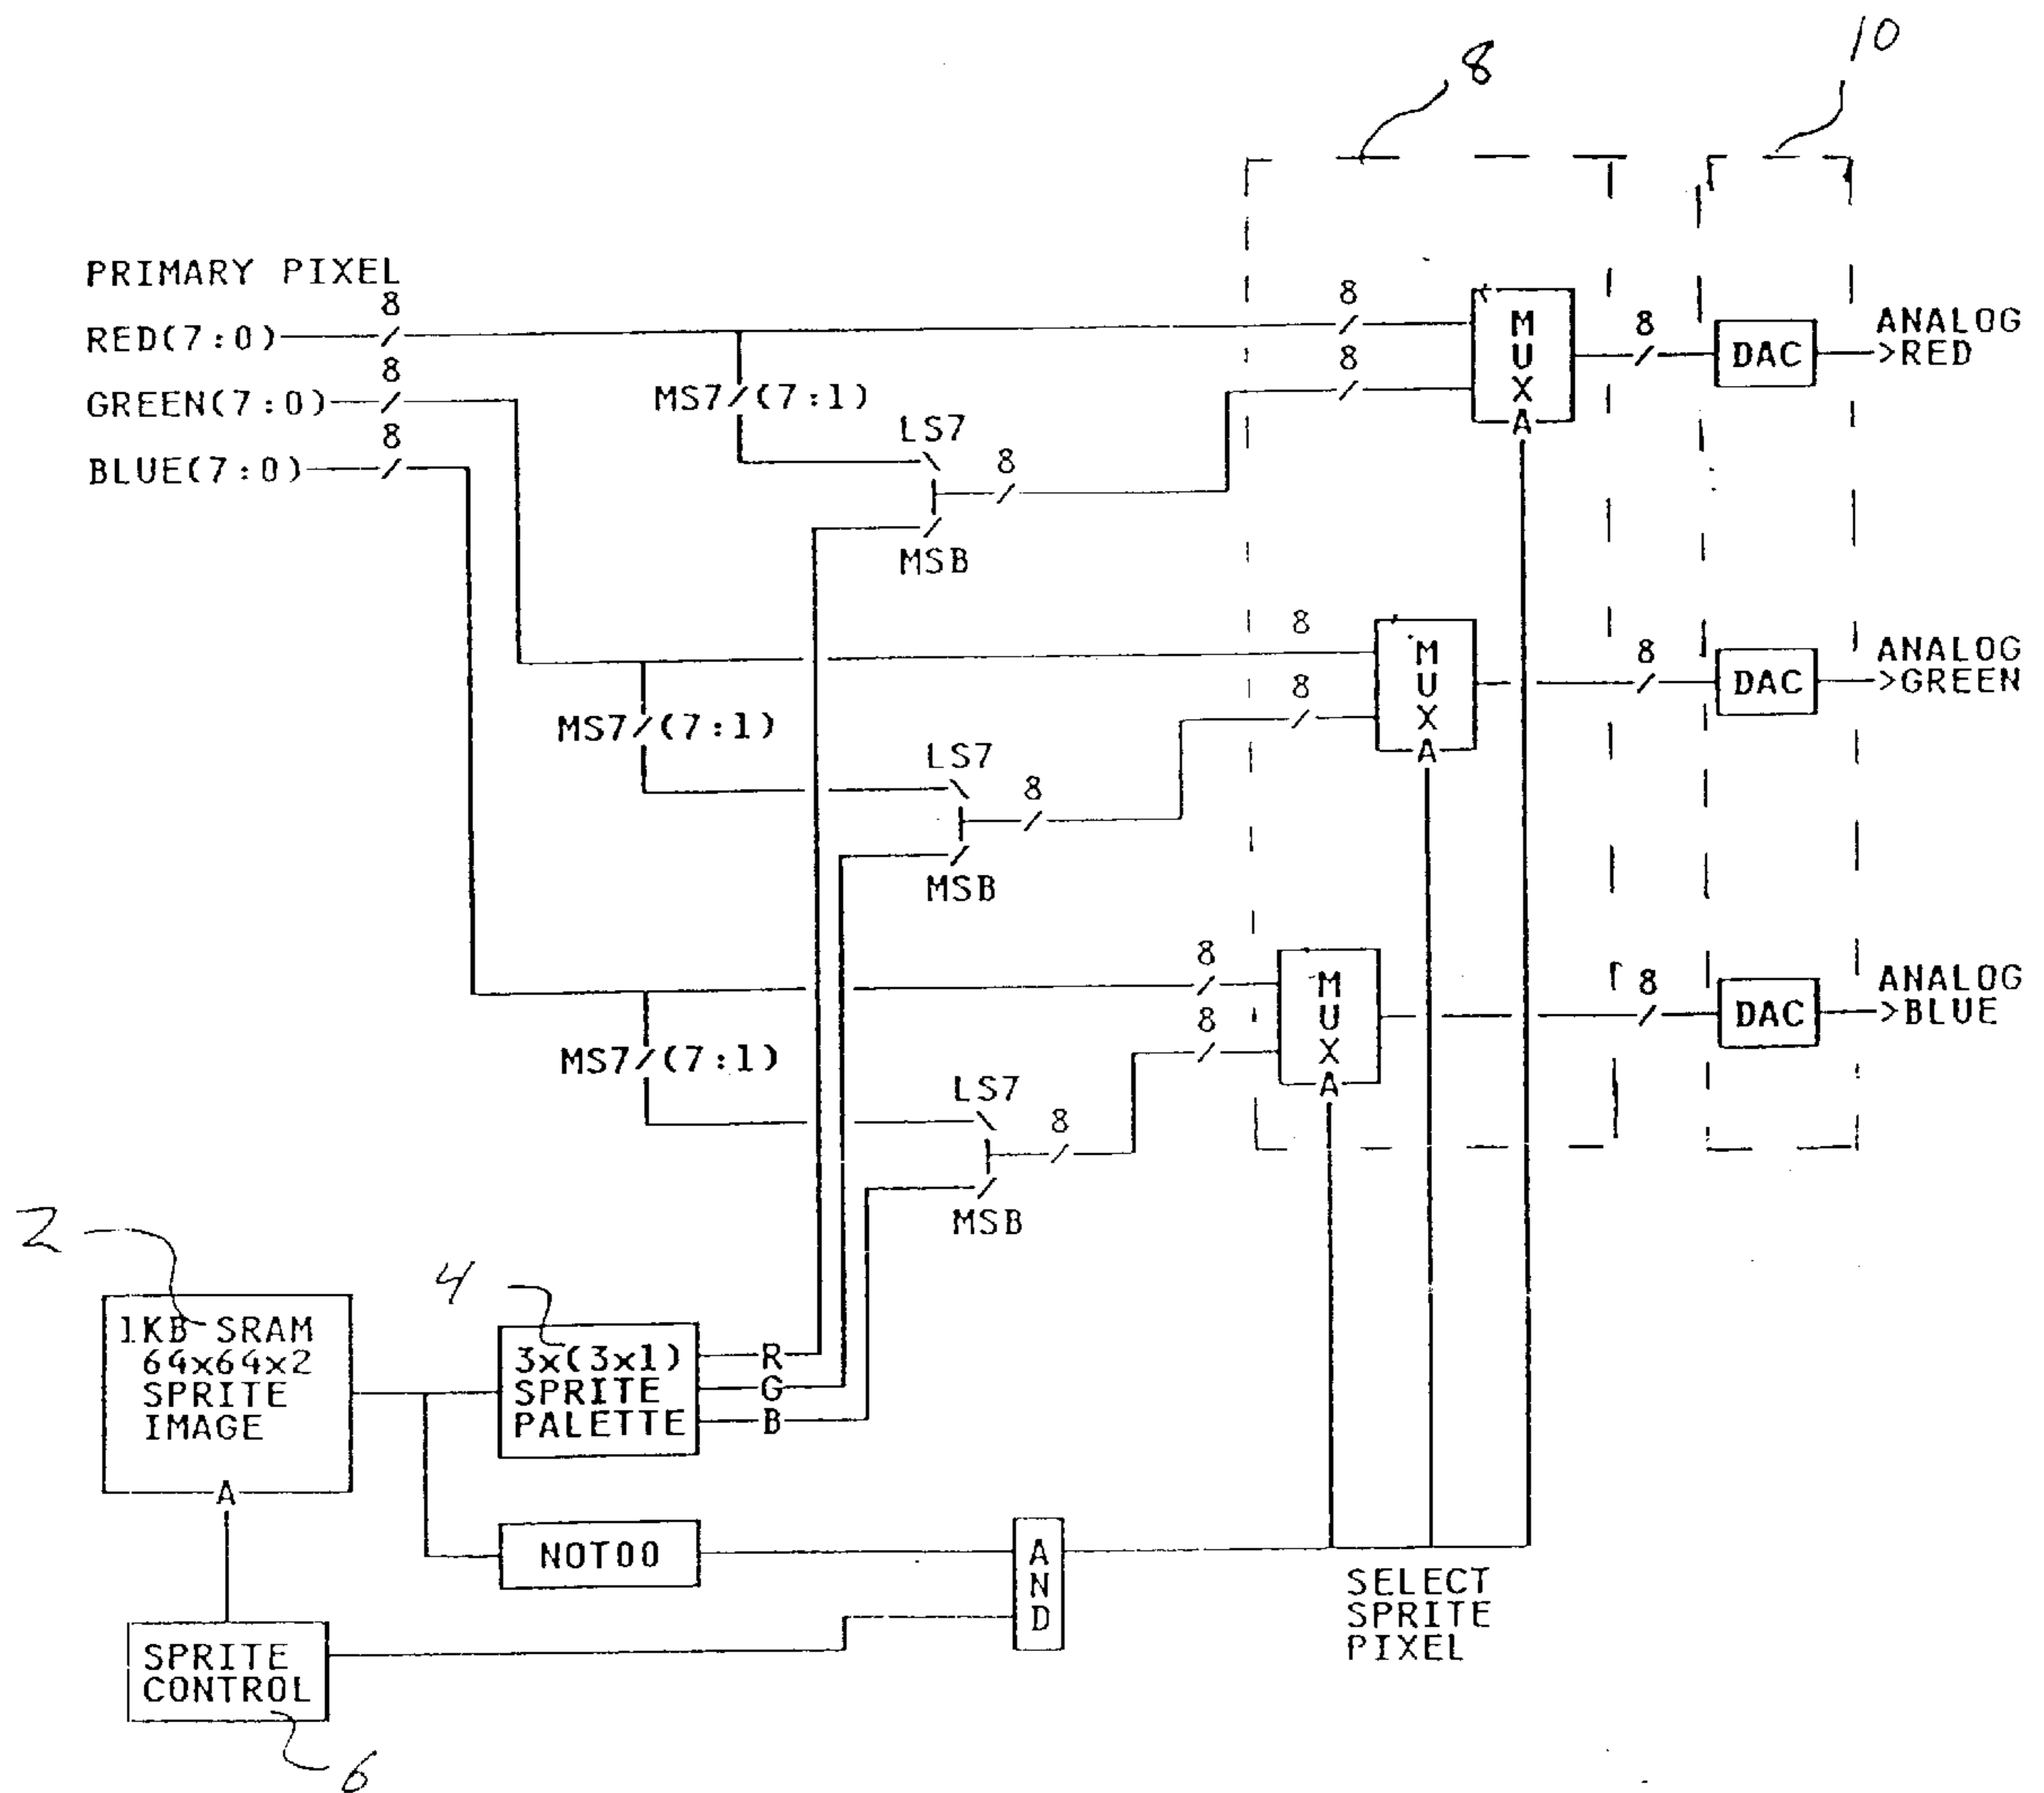 10
8
PRIMARY PIXEL
8
RED(7:0)
8
GREEN(7:0)
8
BLUE(7:0)
MS7 (7:1)
LS7
8
MSB
8
8
MUX
A
8
DAC
ANALOG
>RED
MS7 (7:1)
LS7
8
MSB
8
8
MUX
A
8
DAC
ANALOG
>GREEN
MS7 (7:1)
LS7
8
MSB
8
8
MUX
A
8
DAC
ANALOG
>BLUE
2
1KB SRAM
64x64x2
SPRITE
IMAGE
A
4
3x(3x1)
SPRITE
PALETTE
R
G
B
NOT00
AND
SELECT
SPRITE
PIXEL
SPRITE
CONTROL
6